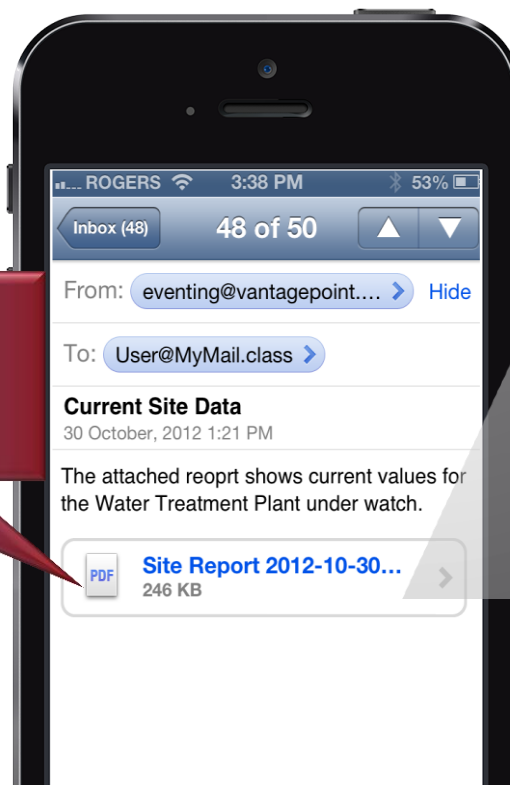 ROGERS 3:38 PM 53%
Inbox (48) 48 of 50
From: eventing@vantagepoint.... Hide
To: User@MyMail.class
Current Site Data
30 October, 2012 1:21 PM
The attached reoprt shows current values for
the Water Treatment Plant under watch.
PDF Site Report 2012-10-30...
246 KB